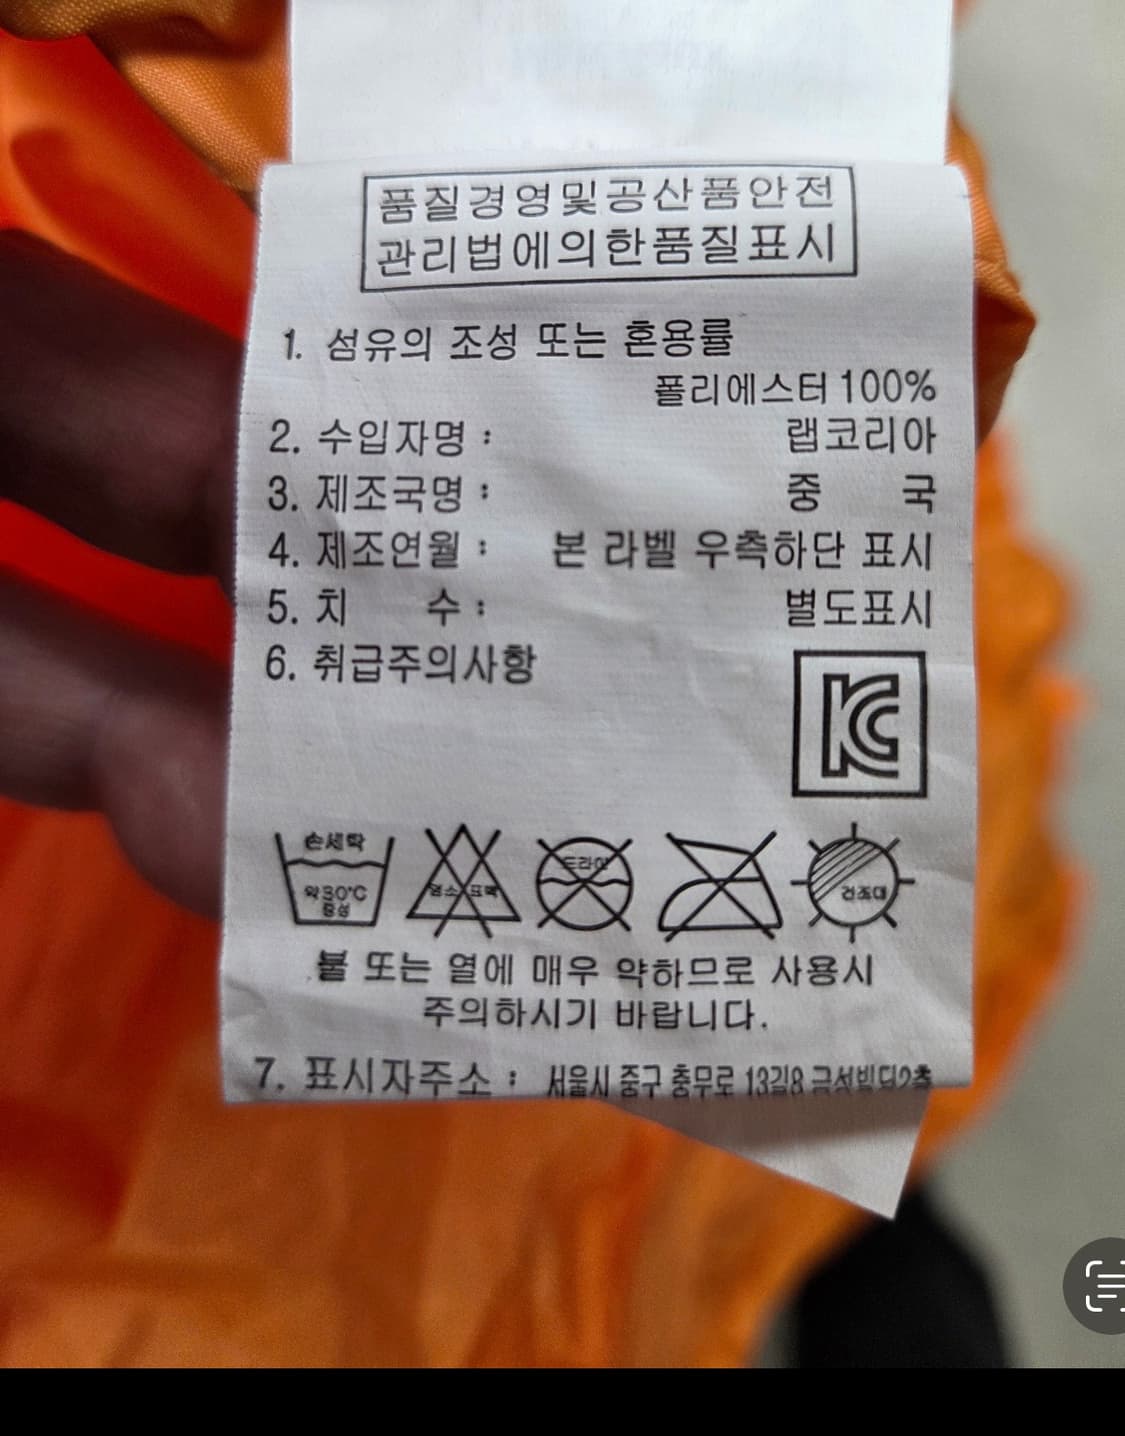 품질경영및공산품안전
관리법에의한품질표시
1. 섬유의 조성 또는 혼용률
폴리에스터 100%
2. 수입자명 : 랩코리아
3. 제조국명 : 중 국
4. 제조연월 : 본 라벨 우측하단 표시
5. 치 수 : 별도표시
6. 취급주의사항
KC
손세탁
약30°C
중성
염소 표백
드라이
건조대
불 또는 열에 매우 약하므로 사용시
주의하시기 바랍니다.
7. 표시자주소 : 서울시 중구 충무로 13길8 금성빌딩2층